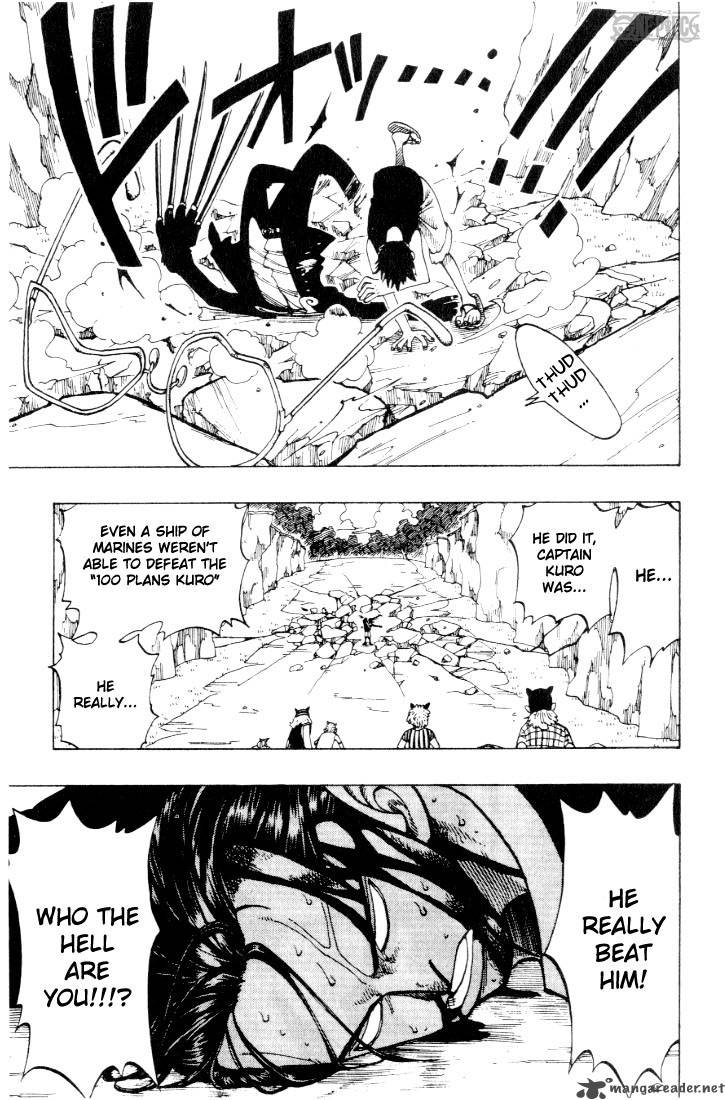 ONE PIECE
ドオッ
THUD
THUD
...
HE...
HE DID IT,
CAPTAIN
KURO
WAS...
EVEN A SHIP OF
MARINES WEREN'T
ABLE TO DEFEAT THE
"100 PLANS KURO"
HE
REALLY...
HE
REALLY
BEAT
HIM!
WHO THE
HELL
ARE
YOU!!!?
mangareader.net